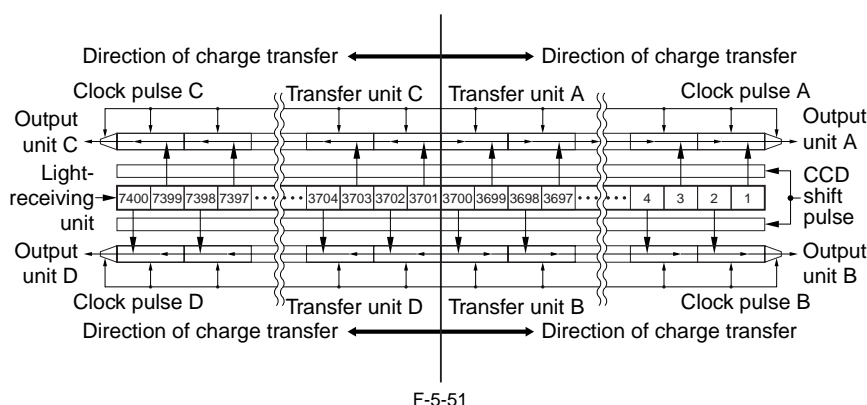 Direction of charge transfer Direction of charge transfer
Clock pulse C Transfer unit C Transfer unit A Clock pulse A
Output unit C
Output unit A
Light-receiving unit
7400 7399 7398 7397 3704 3703 3702 3701 3700 3699 3698 3697 4 3 2 1
CCD shift pulse
Output unit D
Output unit B
Clock pulse D Transfer unit D Transfer unit B Clock pulse B
Direction of charge transfer Direction of charge transfer
F-5-51